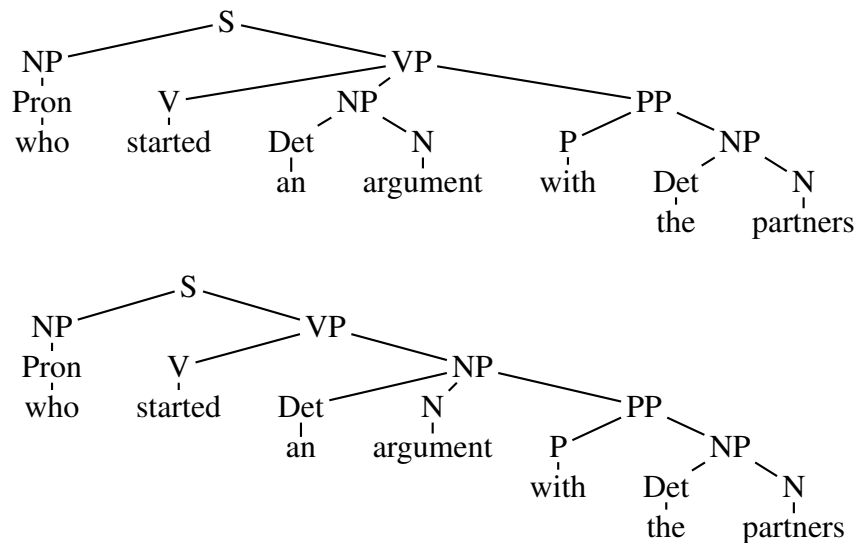 S
NP VP
Pron V NP PP
who started Det N P NP
an argument with Det N
the partners
S
NP VP
Pron V NP
who started Det N PP
an argument P NP
with Det N
the partners